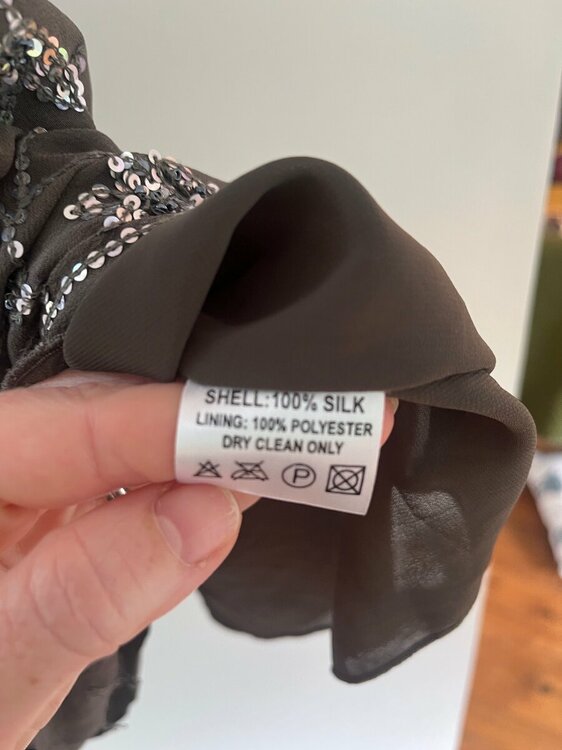 SHELL:100% SILK
LINING: 100% POLYESTER
DRY CLEAN ONLY
P